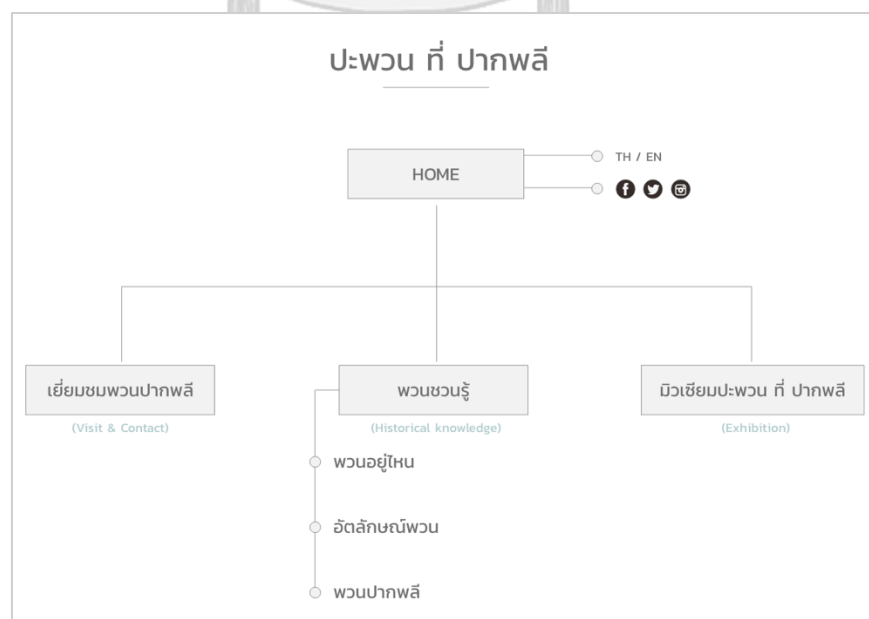 ปะพวน ที่ ปากพลี
HOME
TH / EN
เยี่ยมชมพวนปากพลี
(Visit & Contact)
พวนชวนรู้
(Historical knowledge)
พวนอยู่ไหน
อัตลักษณ์พวน
พวนปากพลี
มิวเซียมปะพวน ที่ ปากพลี
(Exhibition)